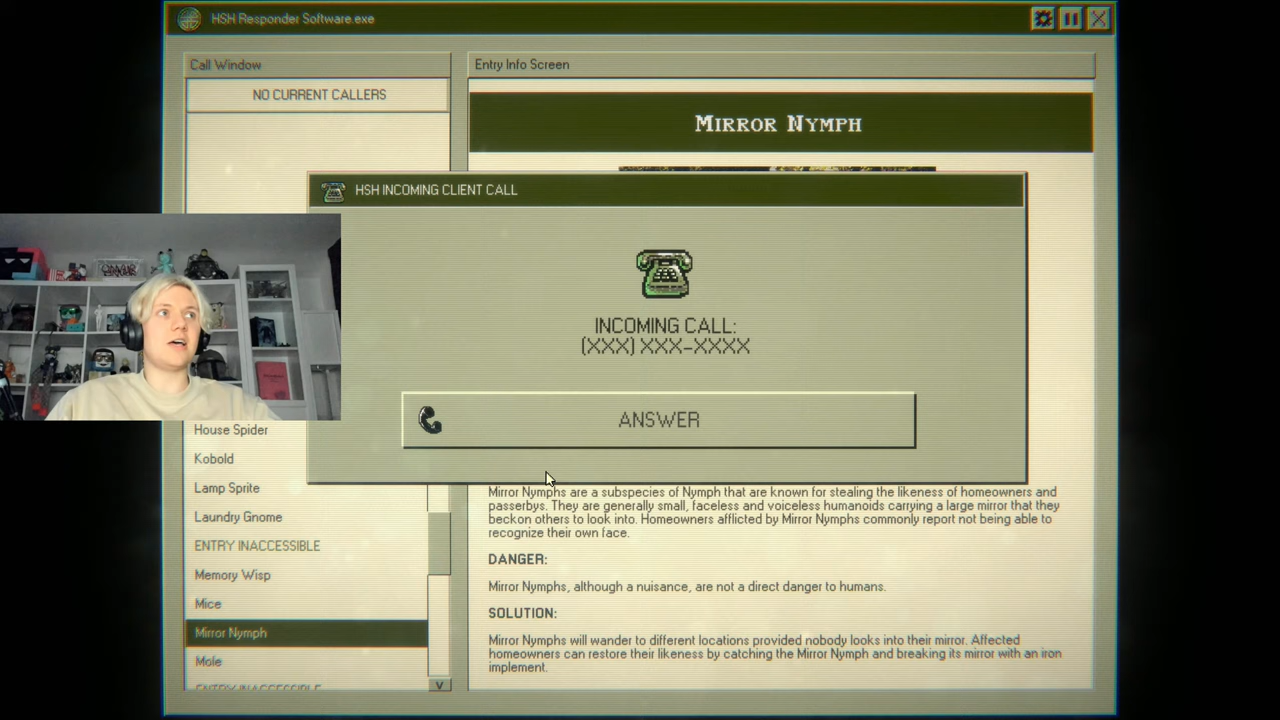 HSH Responder Software.exe
Call Window
Entry Info Screen
NO CURRENT CALLERS
MIRROR NYMPH
HSH INCOMING CLIENT CALL
INCOMING CALL:
(XXX) XXX-XXXX
ANSWER
House Spider
Kobold
Lamp Sprite
Laundry Gnome
ENTRY INACCESSIBLE
Memory Wisp
Mice
Mirror Nymph
Mole
ENTRY INACCESSIBLE
Mirror Nymphs are a subspecies of Nymph that are known for stealing the likeness of homeowners and
passerbys. They are generally small, faceless and voiceless humanoids carrying a large mirror that they
beckon others to look into. Homeowners afflicted by Mirror Nymphs commonly report not being able to
recognize their own face.
DANGER:
Mirror Nymphs, although a nuisance, are not a direct danger to humans.
SOLUTION:
Mirror Nymphs will wander to different locations provided nobody looks into their mirror. Affected
homeowners can restore their likeness by catching the Mirror Nymph and breaking its mirror with an iron
implement.